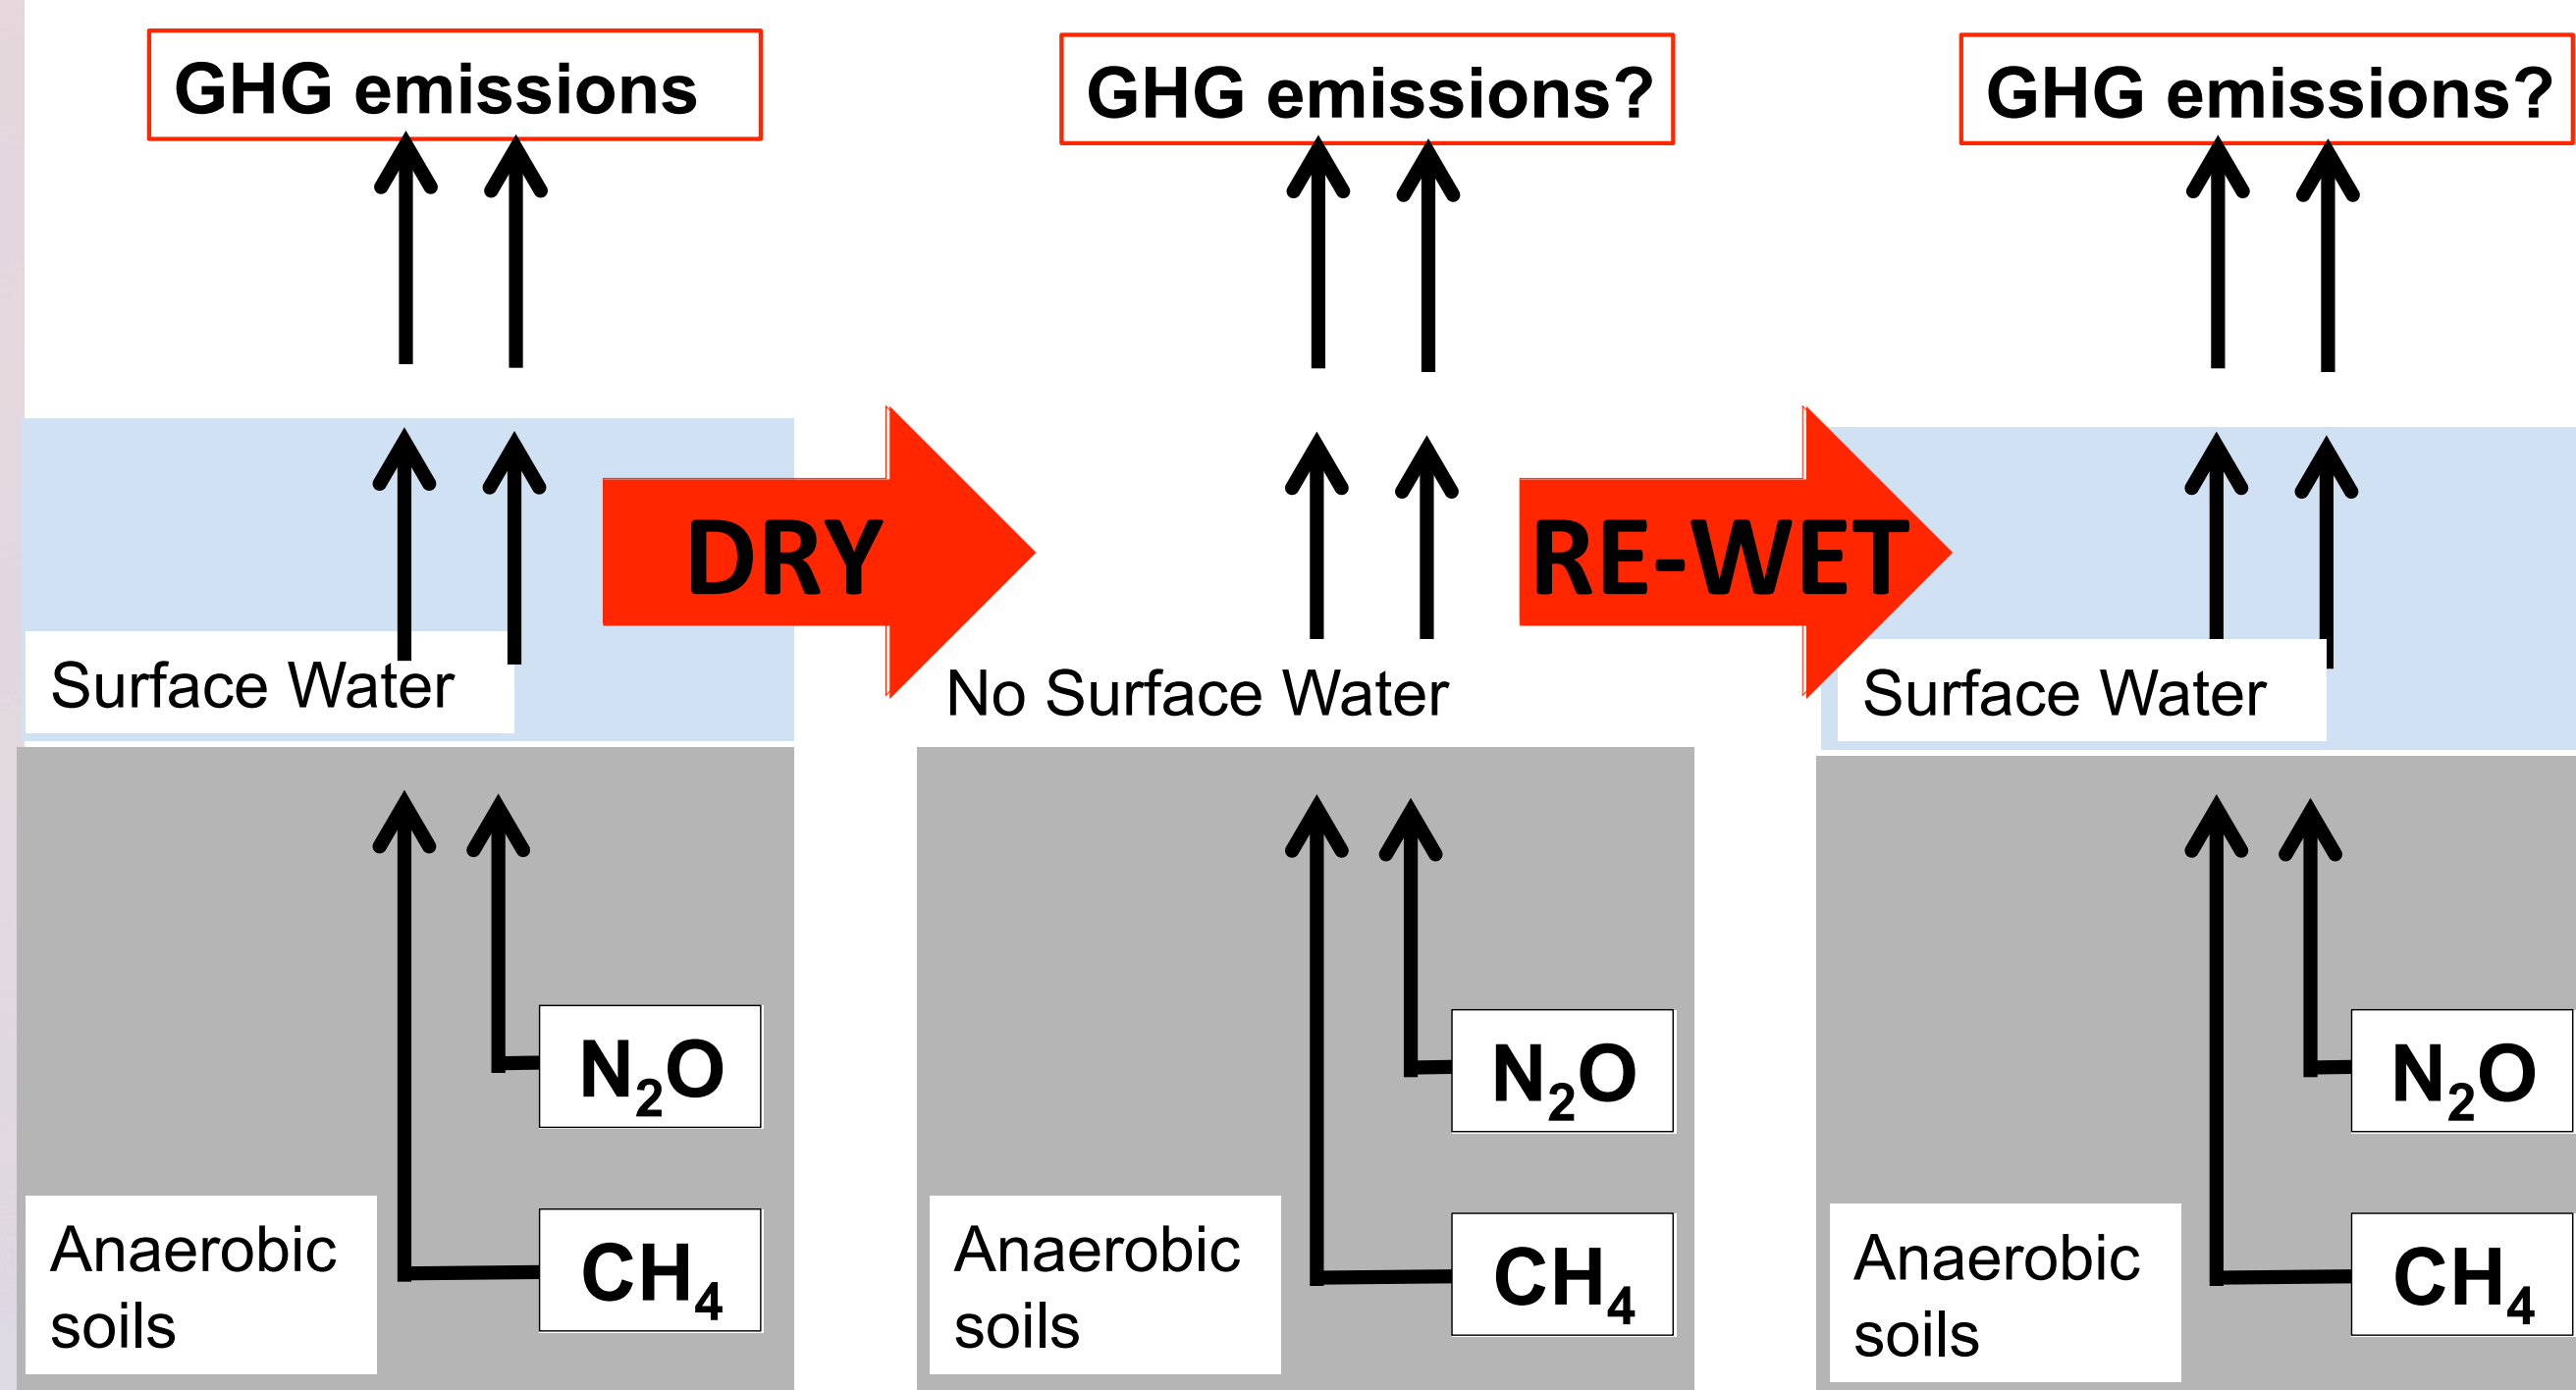 GHG emissions
GHG emissions?
GHG emissions?
DRY
RE-WET
Surface Water
No Surface Water
Surface Water
N₂O
N₂O
N₂O
CH₄
CH₄
CH₄
Anaerobic
soils
Anaerobic
soils
Anaerobic
soils